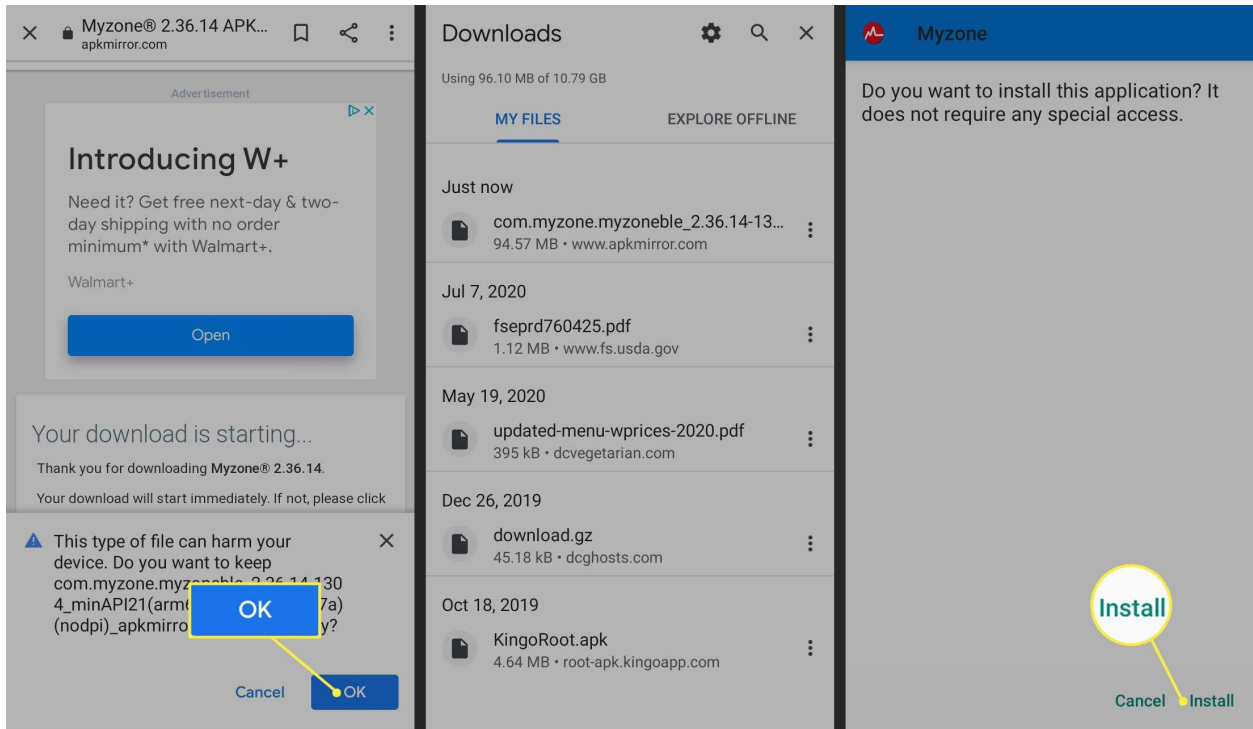 Myzone® 2.36.14 APK...
apkmirror.com
Advertisement
Introducing W+
Need it? Get free next-day & two-
day shipping with no order
minimum* with Walmart+.
Walmart+
Open
Your download is starting...
Thank you for downloading Myzone® 2.36.14.
Your download will start immediately. If not, please click
This type of file can harm your
device. Do you want to keep
com.myzone.myzoneble_2.36.14-130
4_minAPI21(arm 7a)
(nodpi)_apkmirro y?
OK
Cancel
OK
Downloads
Using 96.10 MB of 10.79 GB
MY FILES
EXPLORE OFFLINE
Just now
com.myzone.myzoneble_2.36.14-13...
94.57 MB • www.apkmirror.com
Jul 7, 2020
fseprd760425.pdf
1.12 MB • www.fs.usda.gov
May 19, 2020
updated-menu-wprices-2020.pdf
395 kB • dcvegetarian.com
Dec 26, 2019
download.gz
45.18 kB • dcghosts.com
Oct 18, 2019
KingoRoot.apk
4.64 MB • root-apk.kingoapp.com
Myzone
Do you want to install this application? It
does not require any special access.
Install
Cancel
Install